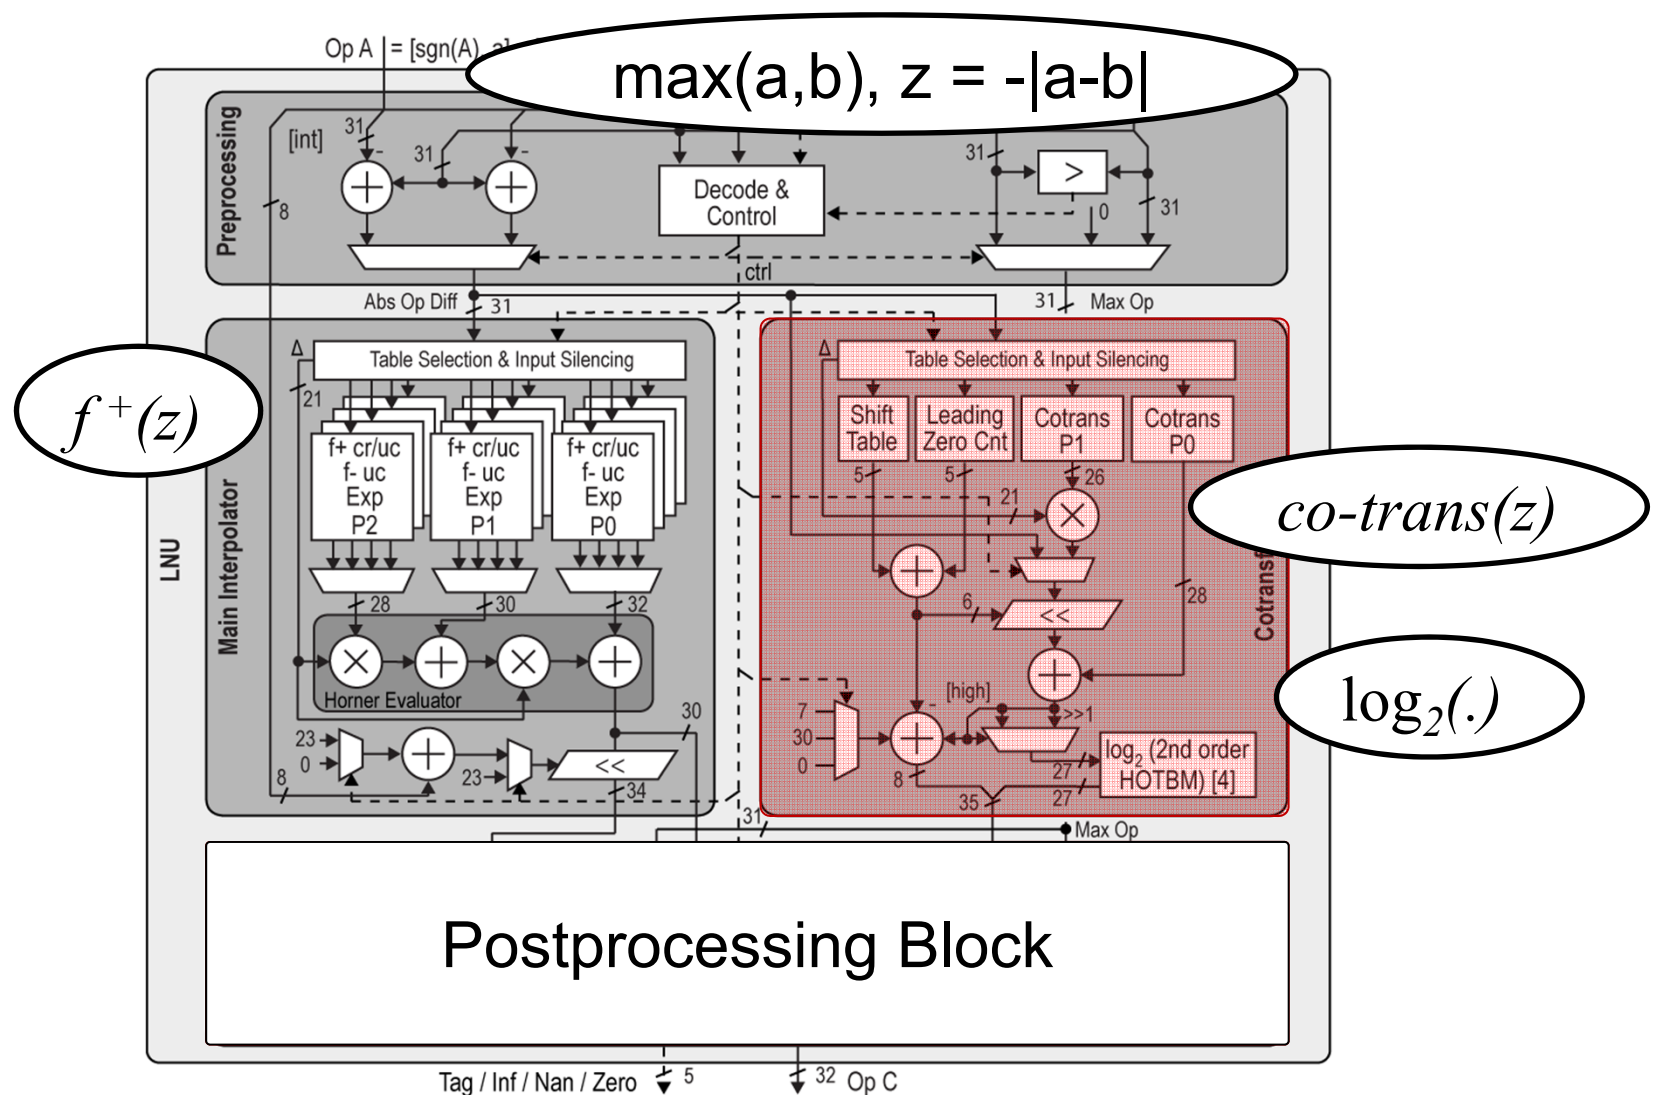 Op A = [sgn(A), a]
max(a,b), z = -|a-b|
Preprocessing
[int]
31
-
31
-
8
Decode &
Control
31
>
0
31
ctrl
Abs Op Diff
31
31
Max Op
LNU
Main Interpolator
f +(z)
Δ
Table Selection & Input Silencing
21
f+ cr/uc
f- uc
Exp
P2
f+ cr/uc
f- uc
Exp
P1
f+ cr/uc
f- uc
Exp
P0
28
30
32
Horner Evaluator
23
0
8
23
<<
30
34
Δ
Table Selection & Input Silencing
Shift
Table
Leading
Zero Cnt
Cotrans
P1
Cotrans
P0
5
5
26
21
co-trans(z)
6
<<
28
Cotransf
log2(.)
[high]
-
>>1
7
30
0
8
27
27
log2 (2nd order
HOTBM) [4]
35
31
Max Op
Postprocessing Block
Tag / Inf / Nan / Zero
5
32
Op C